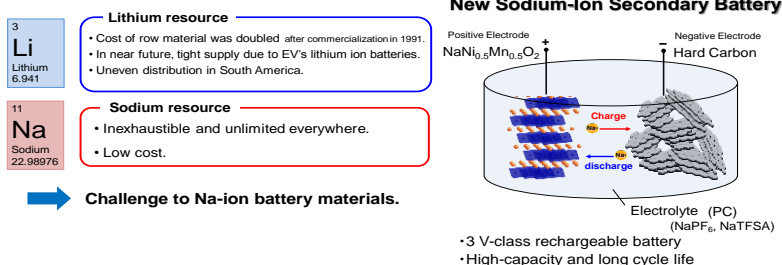 3
Li
Lithium
6.941
Lithium resource
・Cost of row material was doubled after commercialization in 1991.
・In near future, tight supply due to EV's lithium ion batteries.
・Uneven distribution in South America.
11
Na
Sodium
22.98976
Sodium resource
・Inexhaustible and unlimited everywhere.
・Low cost.
Challenge to Na-ion battery materials.
New Sodium-Ion Secondary Battery
Positive Electrode
NaNi0.5Mn0.5O2
+
−
Negative Electrode
Hard Carbon
Charge
Na+
Na+
discharge
Electrolyte (PC)
(NaPF6, NaTFSA)
・3 V-class rechargeable battery
・High-capacity and long cycle life